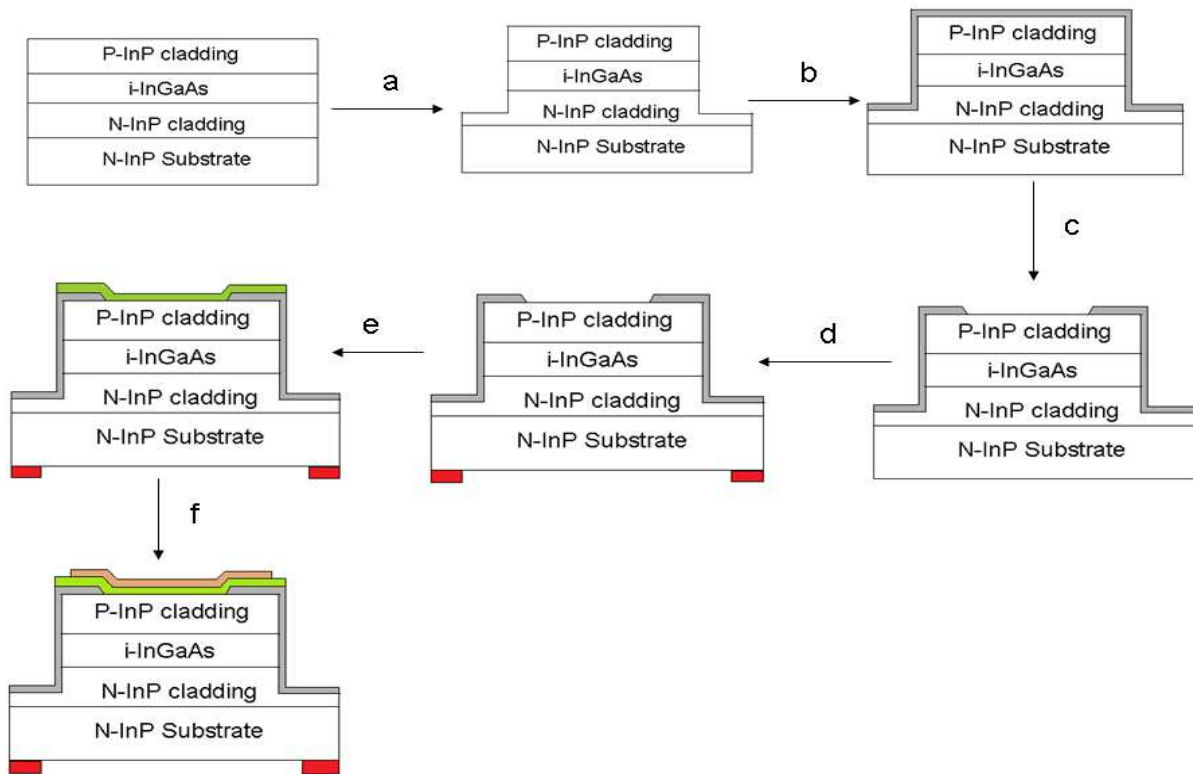 P-InP cladding
i-InGaAs
N-InP cladding
N-InP Substrate
a
P-InP cladding
i-InGaAs
N-InP cladding
N-InP Substrate
b
P-InP cladding
i-InGaAs
N-InP cladding
N-InP Substrate
c
P-InP cladding
i-InGaAs
N-InP cladding
N-InP Substrate
d
P-InP cladding
i-InGaAs
N-InP cladding
N-InP Substrate
e
P-InP cladding
i-InGaAs
N-InP cladding
N-InP Substrate
f
P-InP cladding
i-InGaAs
N-InP cladding
N-InP Substrate